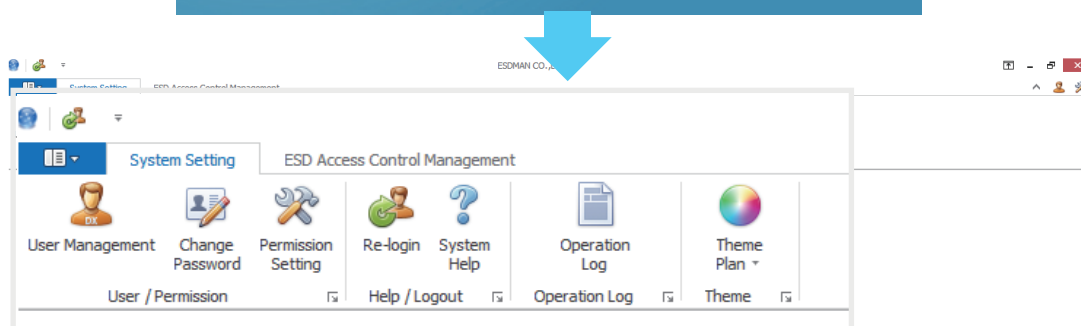 ESDMAN CO.,
System Setting ESD Access Control Management
System Setting ESD Access Control Management
DX
User Management Change Password Permission Setting Re-login System Help Operation Log Theme Plan
User / Permission Help / Logout Operation Log Theme